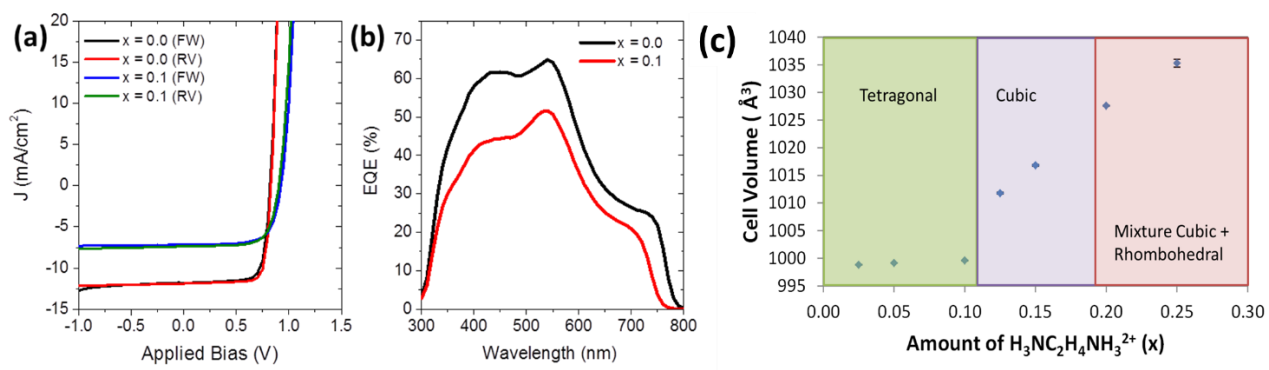 (a)
20
15
10
5
0
-5
-10
-15
J (mA/cm²)
x = 0.0 (FW)
x = 0.0 (RV)
x = 0.1 (FW)
x = 0.1 (RV)
-1.0 -0.5 0.0 0.5 1.0 1.5
Applied Bias (V)
(b)
70
60
50
40
30
20
10
0
EQE (%)
x = 0.0
x = 0.1
300 400 500 600 700 800
Wavelength (nm)
(c)
1040
1035
1030
1025
1020
1015
1010
1005
1000
995
Cell Volume ( Å³)
Tetragonal
Cubic
Mixture Cubic +
Rhombohedral
0.00 0.05 0.10 0.15 0.20 0.25 0.30
Amount of H₃NC₂H₄NH₃²⁺ (x)